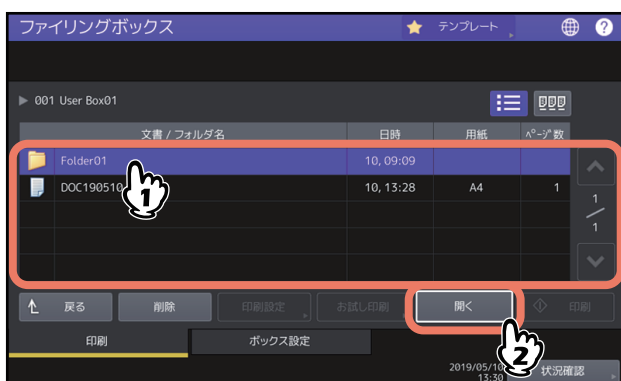 ファイリングボックス テンプレート ?
001 User Box01
文書 / フォルダ名 日時 用紙 ページ数
Folder01 10, 09:09
DOC190510 10, 13:28 A4 1
1
1
1
戻る 削除 印刷設定 お試し印刷 開く 印刷
2
印刷 ボックス設定
2019/05/10
13:30 状況確認